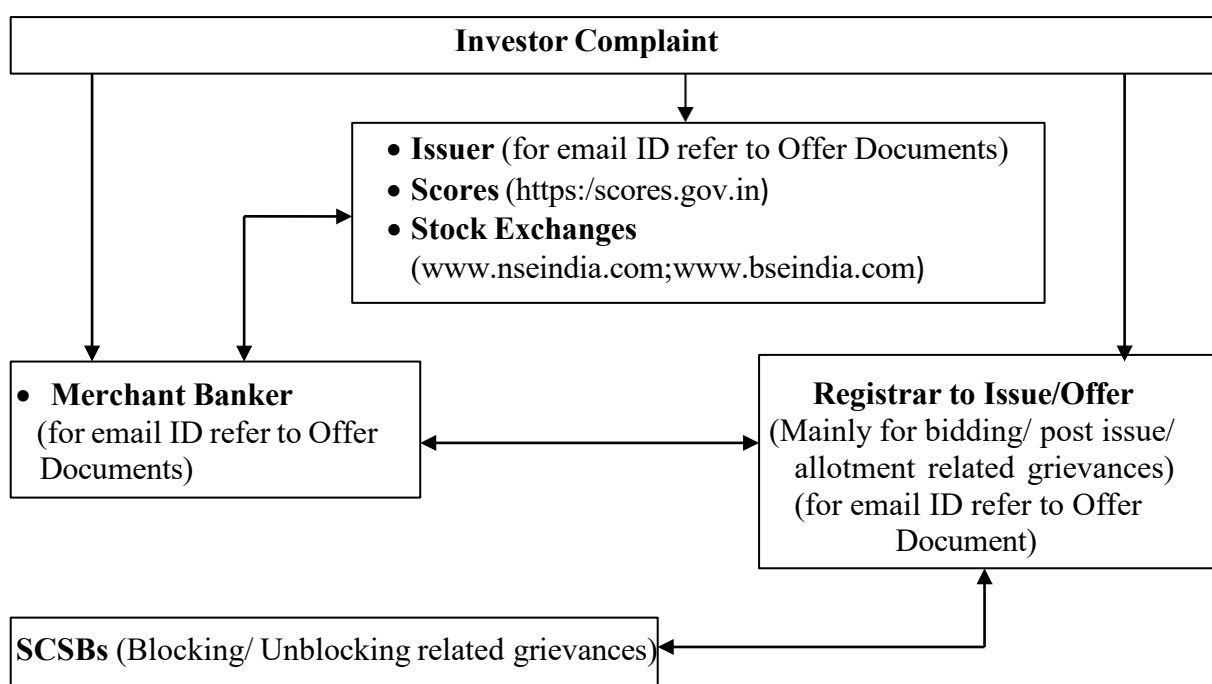 Investor Complaint
• Issuer (for email ID refer to Offer Documents)
• Scores (https:/scores.gov.in)
• Stock Exchanges
(www.nseindia.com;www.bseindia.com)
• Merchant Banker
(for email ID refer to Offer
Documents)
Registrar to Issue/Offer
(Mainly for bidding/ post issue/
allotment related grievances)
(for email ID refer to Offer
Document)
SCSBs (Blocking/ Unblocking related grievances)